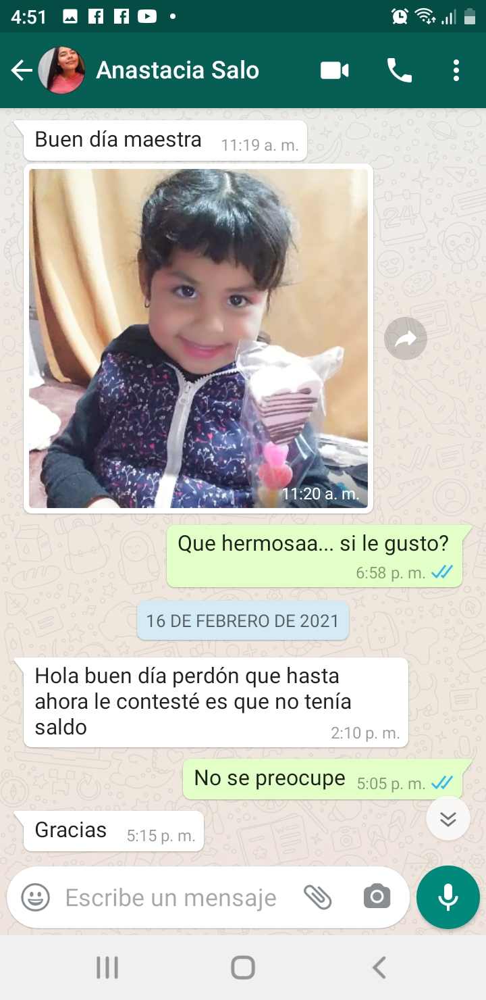 4:51
Anastacia Salo
Buen día maestra 11:19 a. m.
11:20 a. m.
Que hermosaa... si le gusto?
6:58 p. m.
16 DE FEBRERO DE 2021
Hola buen día perdón que hasta
ahora le contesté es que no tenía
saldo 2:10 p. m.
No se preocupe 5:05 p. m.
Gracias 5:15 p. m.
Escribe un mensaje